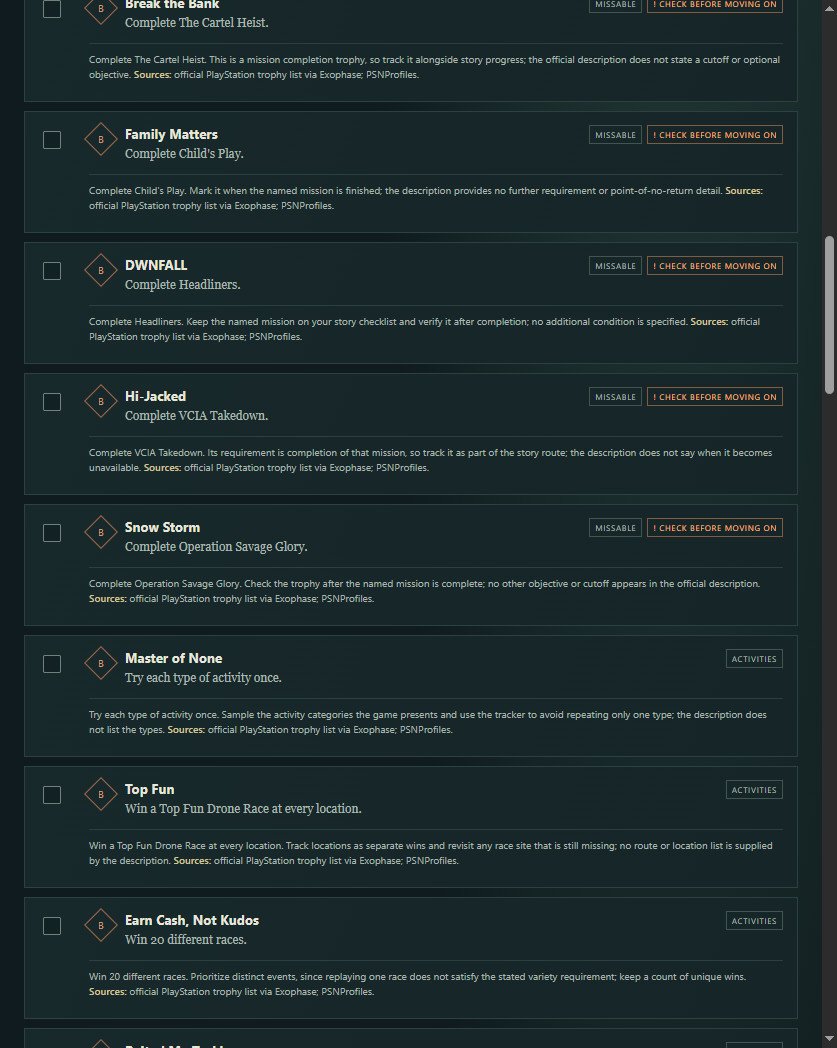 Break the Bank
MISSABLE
! CHECK BEFORE MOVING ON
Complete The Cartel Heist.
Complete The Cartel Heist. This is a mission completion trophy, so track it alongside story progress; the official description does not state a cutoff or optional
objective. Sources: official PlayStation trophy list via Exophase; PSNProfiles.
B
Family Matters
MISSABLE
! CHECK BEFORE MOVING ON
Complete Child's Play.
Complete Child's Play. Mark it when the named mission is finished; the description provides no further requirement or point-of-no-return detail. Sources:
official PlayStation trophy list via Exophase; PSNProfiles.
B
DWNFALL
MISSABLE
! CHECK BEFORE MOVING ON
Complete Headliners.
Complete Headliners. Keep the named mission on your story checklist and verify it after completion; no additional condition is specified. Sources: official
PlayStation trophy list via Exophase; PSNProfiles.
B
Hi-Jacked
MISSABLE
! CHECK BEFORE MOVING ON
Complete VCIA Takedown.
Complete VCIA Takedown. Its requirement is completion of that mission, so track it as part of the story route; the description does not say when it becomes
unavailable. Sources: official PlayStation trophy list via Exophase; PSNProfiles.
B
Snow Storm
MISSABLE
! CHECK BEFORE MOVING ON
Complete Operation Savage Glory.
Complete Operation Savage Glory. Check the trophy after the named mission is complete; no other objective or cutoff appears in the official description.
Sources: official PlayStation trophy list via Exophase; PSNProfiles.
B
Master of None
ACTIVITIES
Try each type of activity once.
Try each type of activity once. Sample the activity categories the game presents and use the tracker to avoid repeating only one type; the description does
not list the types. Sources: official PlayStation trophy list via Exophase; PSNProfiles.
B
Top Fun
ACTIVITIES
Win a Top Fun Drone Race at every location.
Win a Top Fun Drone Race at every location. Track locations as separate wins and revisit any race site that is still missing; no route or location list is supplied
by the description. Sources: official PlayStation trophy list via Exophase; PSNProfiles.
B
Earn Cash, Not Kudos
ACTIVITIES
Win 20 different races.
Win 20 different races. Prioritize distinct events, since replaying one race does not satisfy the stated variety requirement; keep a count of unique wins.
Sources: official PlayStation trophy list via Exophase; PSNProfiles.